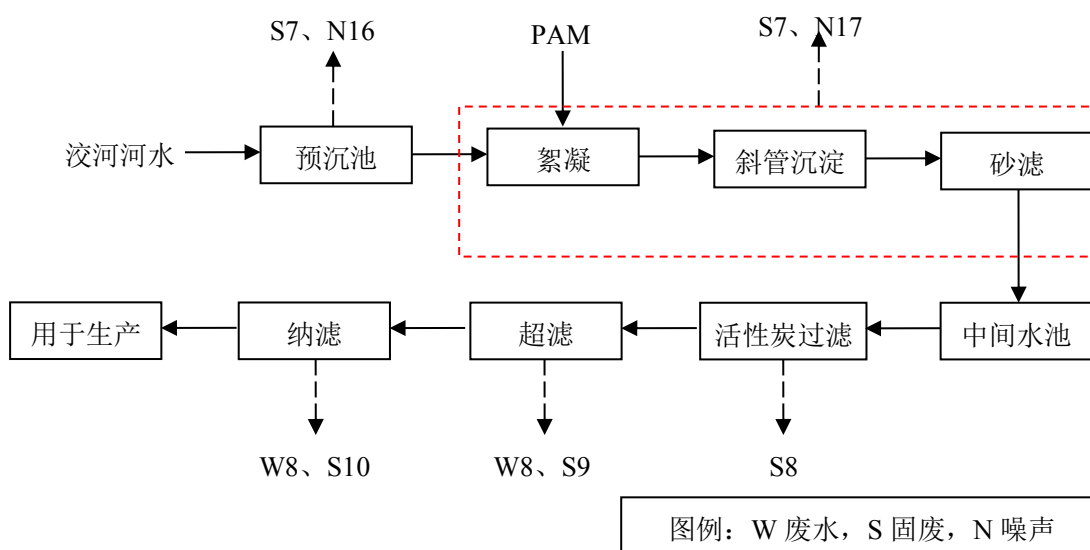 S7、N16
PAM
S7、N17
洨河河水
预沉池
絮凝
斜管沉淀
砂滤
用于生产
纳滤
超滤
活性炭过滤
中间水池
W8、S10
W8、S9
S8
图例：W 废水，S 固废，N 噪声